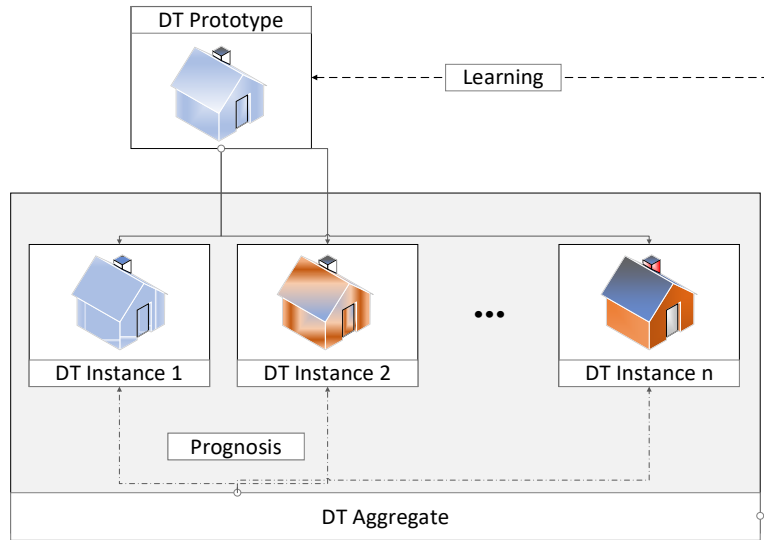 DT Prototype
Learning
DT Instance 1
DT Instance 2
...
DT Instance n
Prognosis
DT Aggregate